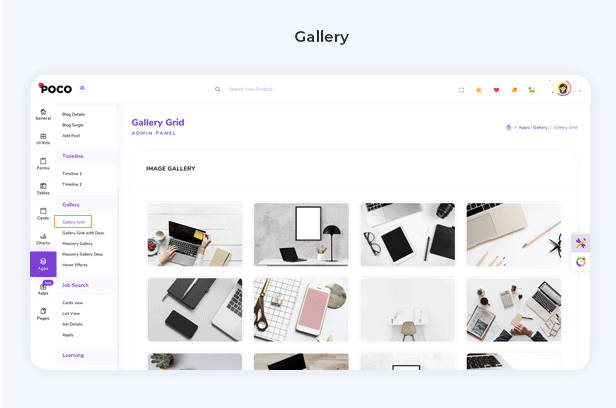 Gallery
POCO
Search Your Product...
General
UI Kits
Forms
Tables
Cards
Charts
Apps
New
Apps
Pages
Blog Details
Blog Single
Add Post
Timeline
Timeline 1
Timeline 2
Gallery
Gallery Grid
Gallery Grid with Desc
Masonry Gallery
Masonry Gallery Desc
Hover Effects
Job Search
Cards view
List View
Job Details
Apply
Learning
Gallery Grid
ADMIN PANEL
/ Apps / Gallery / Gallery Grid
IMAGE GALLERY